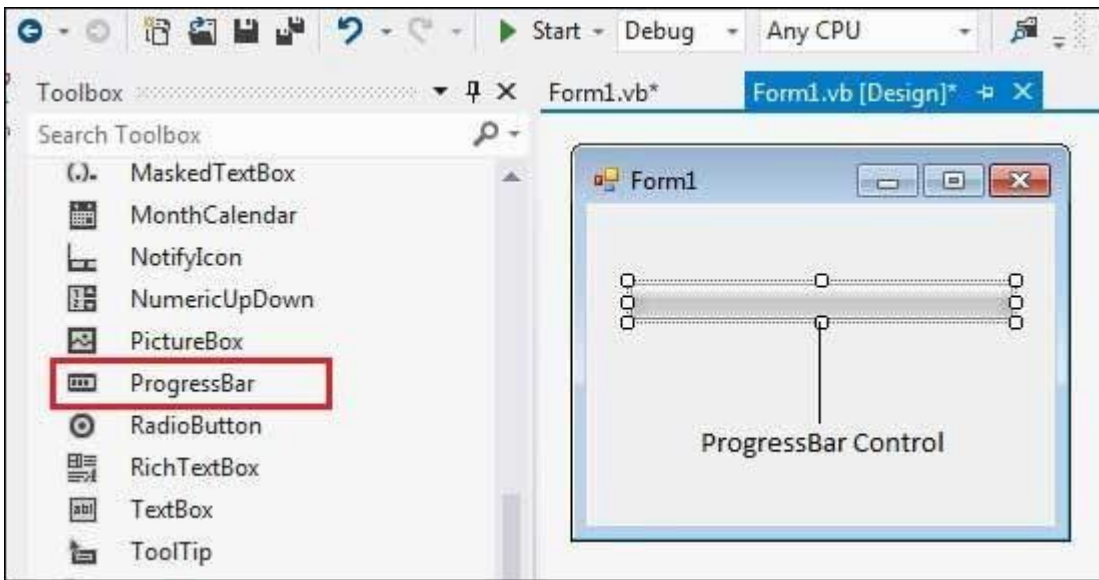 Start Debug Any CPU
Toolbox
Form1.vb*
Form1.vb [Design]*
Search Toolbox
MaskedTextBox
MonthCalendar
NotifyIcon
NumericUpDown
PictureBox
ProgressBar
RadioButton
RichTextBox
TextBox
ToolTip
Form1
ProgressBar Control